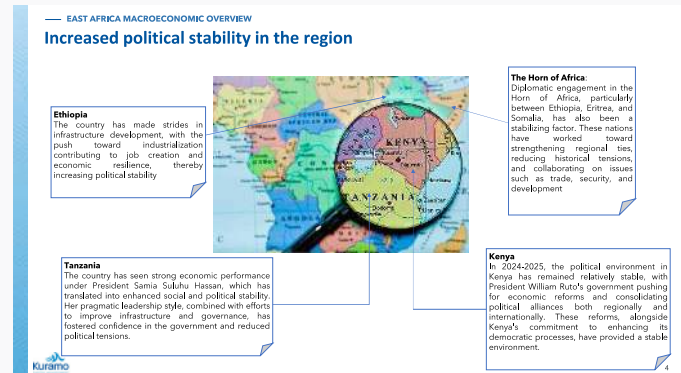 EAST AFRICA MACROECONOMIC OVERVIEW
Increased political stability in the region
Ethiopia
The country has made strides in
infrastructure development, with the
push toward industrialization
contributing to job creation and
economic resilience, thereby
increasing political stability
The Horn of Africa:
Diplomatic engagement in the
Horn of Africa, particularly
between Ethiopia, Eritrea, and
Somalia, has also been a
stabilizing factor. These nations
have worked toward
strengthening regional ties,
reducing historical tensions,
and collaborating on issues
such as trade, security, and
development
KENYA
TANZANIA
Dodoma
Tanzania
The country has seen strong economic performance
under President Samia Suluhu Hassan, which has
translated into enhanced social and political stability.
Her pragmatic leadership style, combined with efforts
to improve infrastructure and governance, has
fostered confidence in the government and reduced
political tensions.
Kenya
In 2024-2025, the political environment in
Kenya has remained relatively stable, with
President William Ruto's government pushing
for economic reforms and consolidating
political alliances both regionally and
internationally. These reforms, alongside
Kenya's commitment to enhancing its
democratic processes, have provided a stable
environment.
Kuramo
4